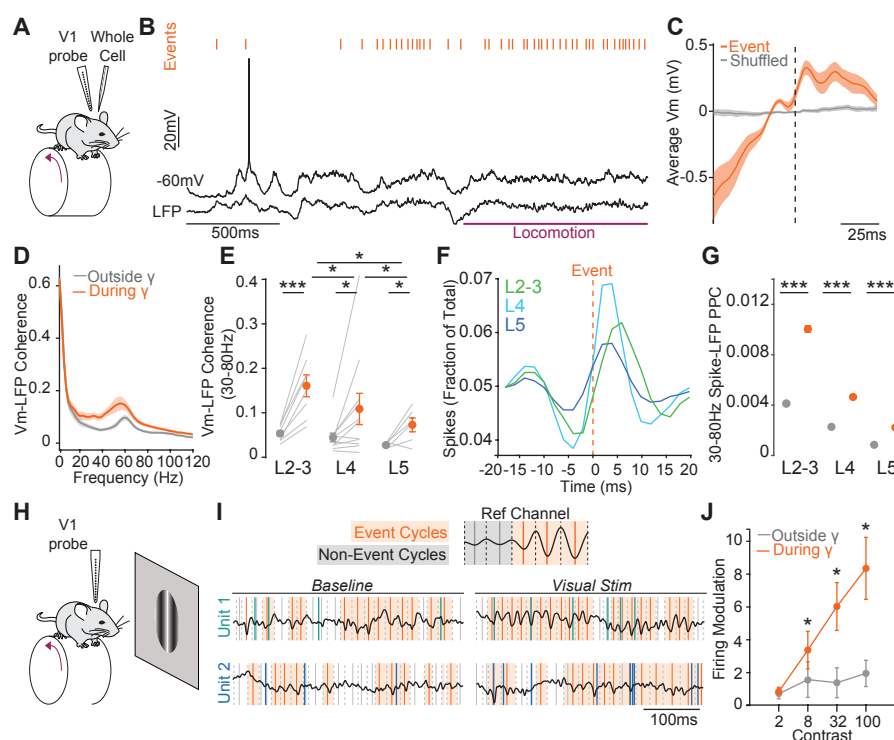 A
V1
probe
Whole
Cell
B
Events
20mV
-60mV
LFP
500ms
Locomotion
C
Event
Shuffled
Average Vm (mV)
0.5
0
-0.5
25ms
D
Outside γ
During γ
Vm-LFP Coherence
0.6
0.4
0.2
0.0
0 20 40 60 80 100 120
Frequency (Hz)
E
Vm-LFP Coherence
(30-80Hz)
0.4
0.3
0.2
0.1
0
*
* *
*** * *
L2-3 L4 L5
F
Event
L2-3
L4
L5
Spikes (Fraction of Total)
0.07
0.06
0.05
0.04
-20 -15 -10 -5 0 5 10 15 20
Time (ms)
G
*** *** ***
30-80Hz Spike-LFP PPC
0.012
0.008
0.004
0
L2-3 L4 L5
H
V1
probe
I
Ref Channel
Event Cycles
Non-Event Cycles
Baseline
Visual Stim
Unit 1
Unit 2
100ms
J
Outside γ
During γ
Firing Modulation
10
8
6
4
2
0
* * *
2 8 32 100
Contrast